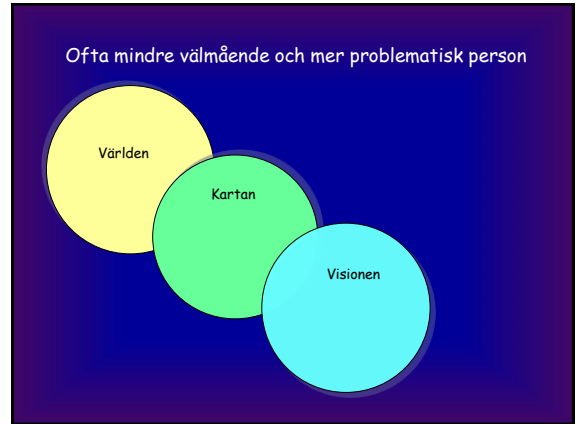 Ofta mindre välmående och mer problematisk person
Världen
Kartan
Visionen